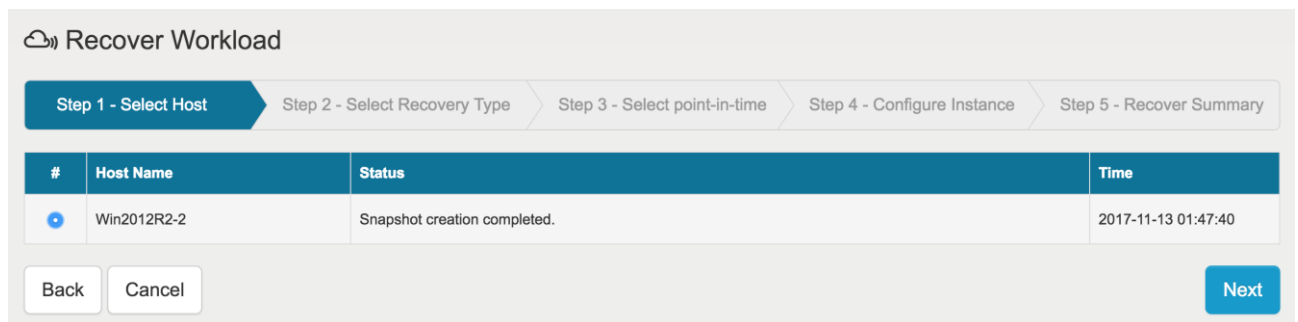 Recover Workload
Step 1 - Select Host Step 2 - Select Recovery Type Step 3 - Select point-in-time Step 4 - Configure Instance Step 5 - Recover Summary
# Host Name Status Time
Win2012R2-2 Snapshot creation completed. 2017-11-13 01:47:40
Back Cancel Next